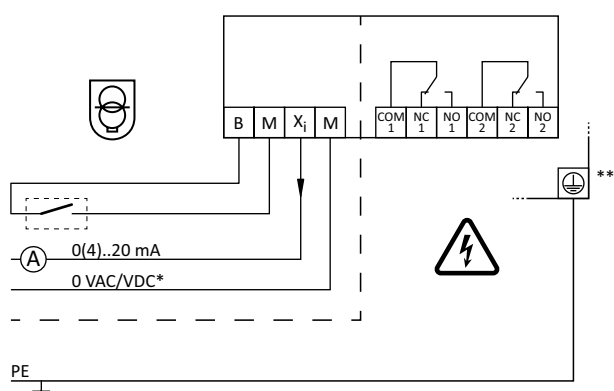 B M Xi M
COM 1 NC 1 NO 1 COM 2 NC 2 NO 2
**
A 0(4)..20 mA
0 VAC/VDC*
PE